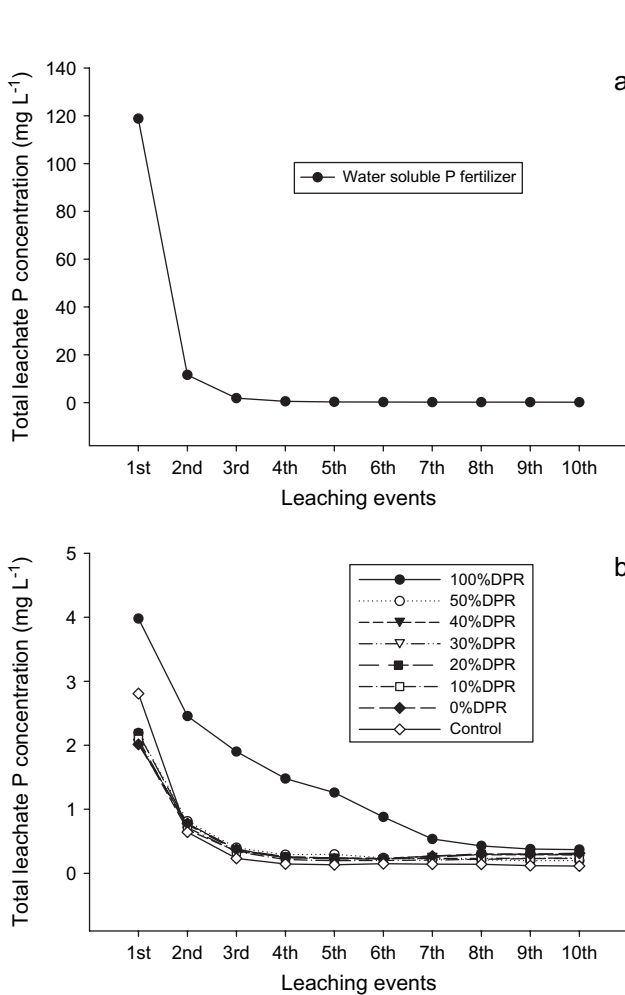 a
140
120
100
80
60
40
20
0
Total leachate P concentration (mg L⁻¹)
Water soluble P fertilizer
1st 2nd 3rd 4th 5th 6th 7th 8th 9th 10th
Leaching events
b
5
4
3
2
1
0
Total leachate P concentration (mg L⁻¹)
100%DPR
50%DPR
40%DPR
30%DPR
20%DPR
10%DPR
0%DPR
Control
1st 2nd 3rd 4th 5th 6th 7th 8th 9th 10th
Leaching events